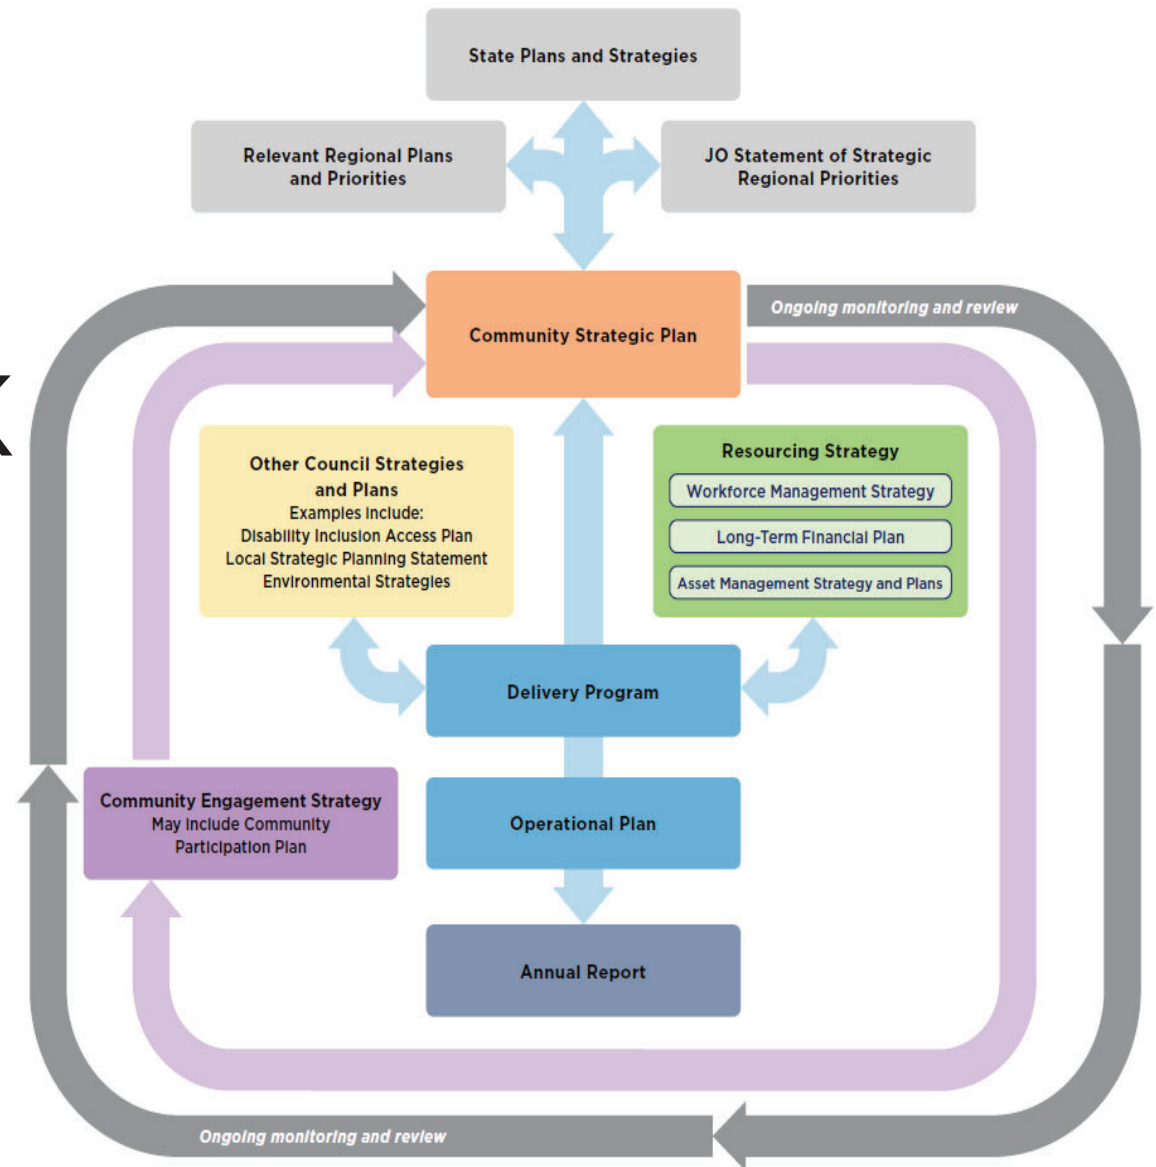 State Plans and Strategies
Relevant Regional Plans
and Priorities
JO Statement of Strategic
Regional Priorities
Community Strategic Plan
Ongoing monitoring and review
Other Council Strategies
and Plans
Examples include:
Disability Inclusion Access Plan
Local Strategic Planning Statement
Environmental Strategies
Resourcing Strategy
Workforce Management Strategy
Long-Term Financial Plan
Asset Management Strategy and Plans
Delivery Program
Community Engagement Strategy
May include Community
Participation Plan
Operational Plan
Annual Report
Ongoing monitoring and review